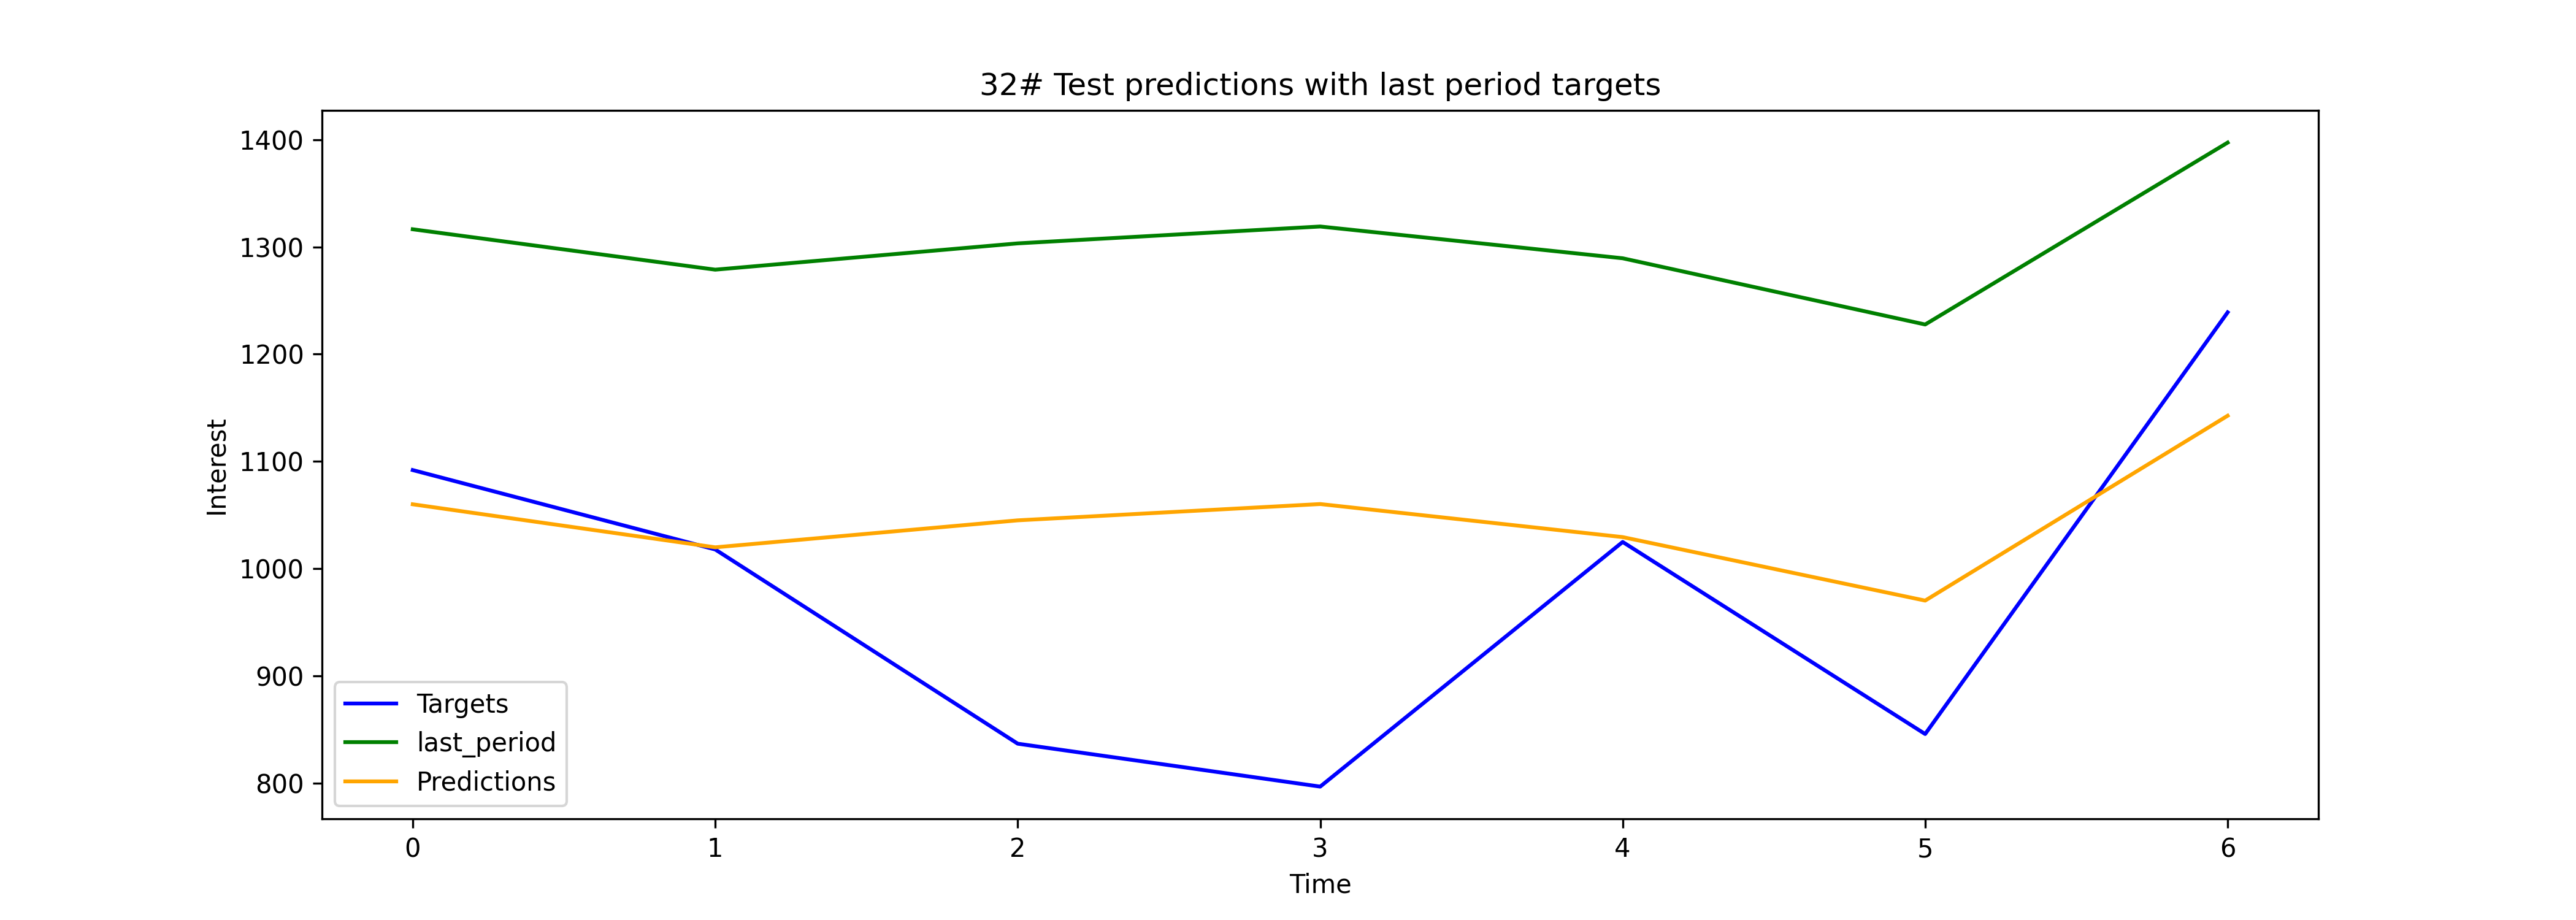 32# Test predictions with last period targets
Interest
1400
1300
1200
1100
1000
900
800
Targets
last_period
Predictions
0 1 2 3 4 5 6
Time